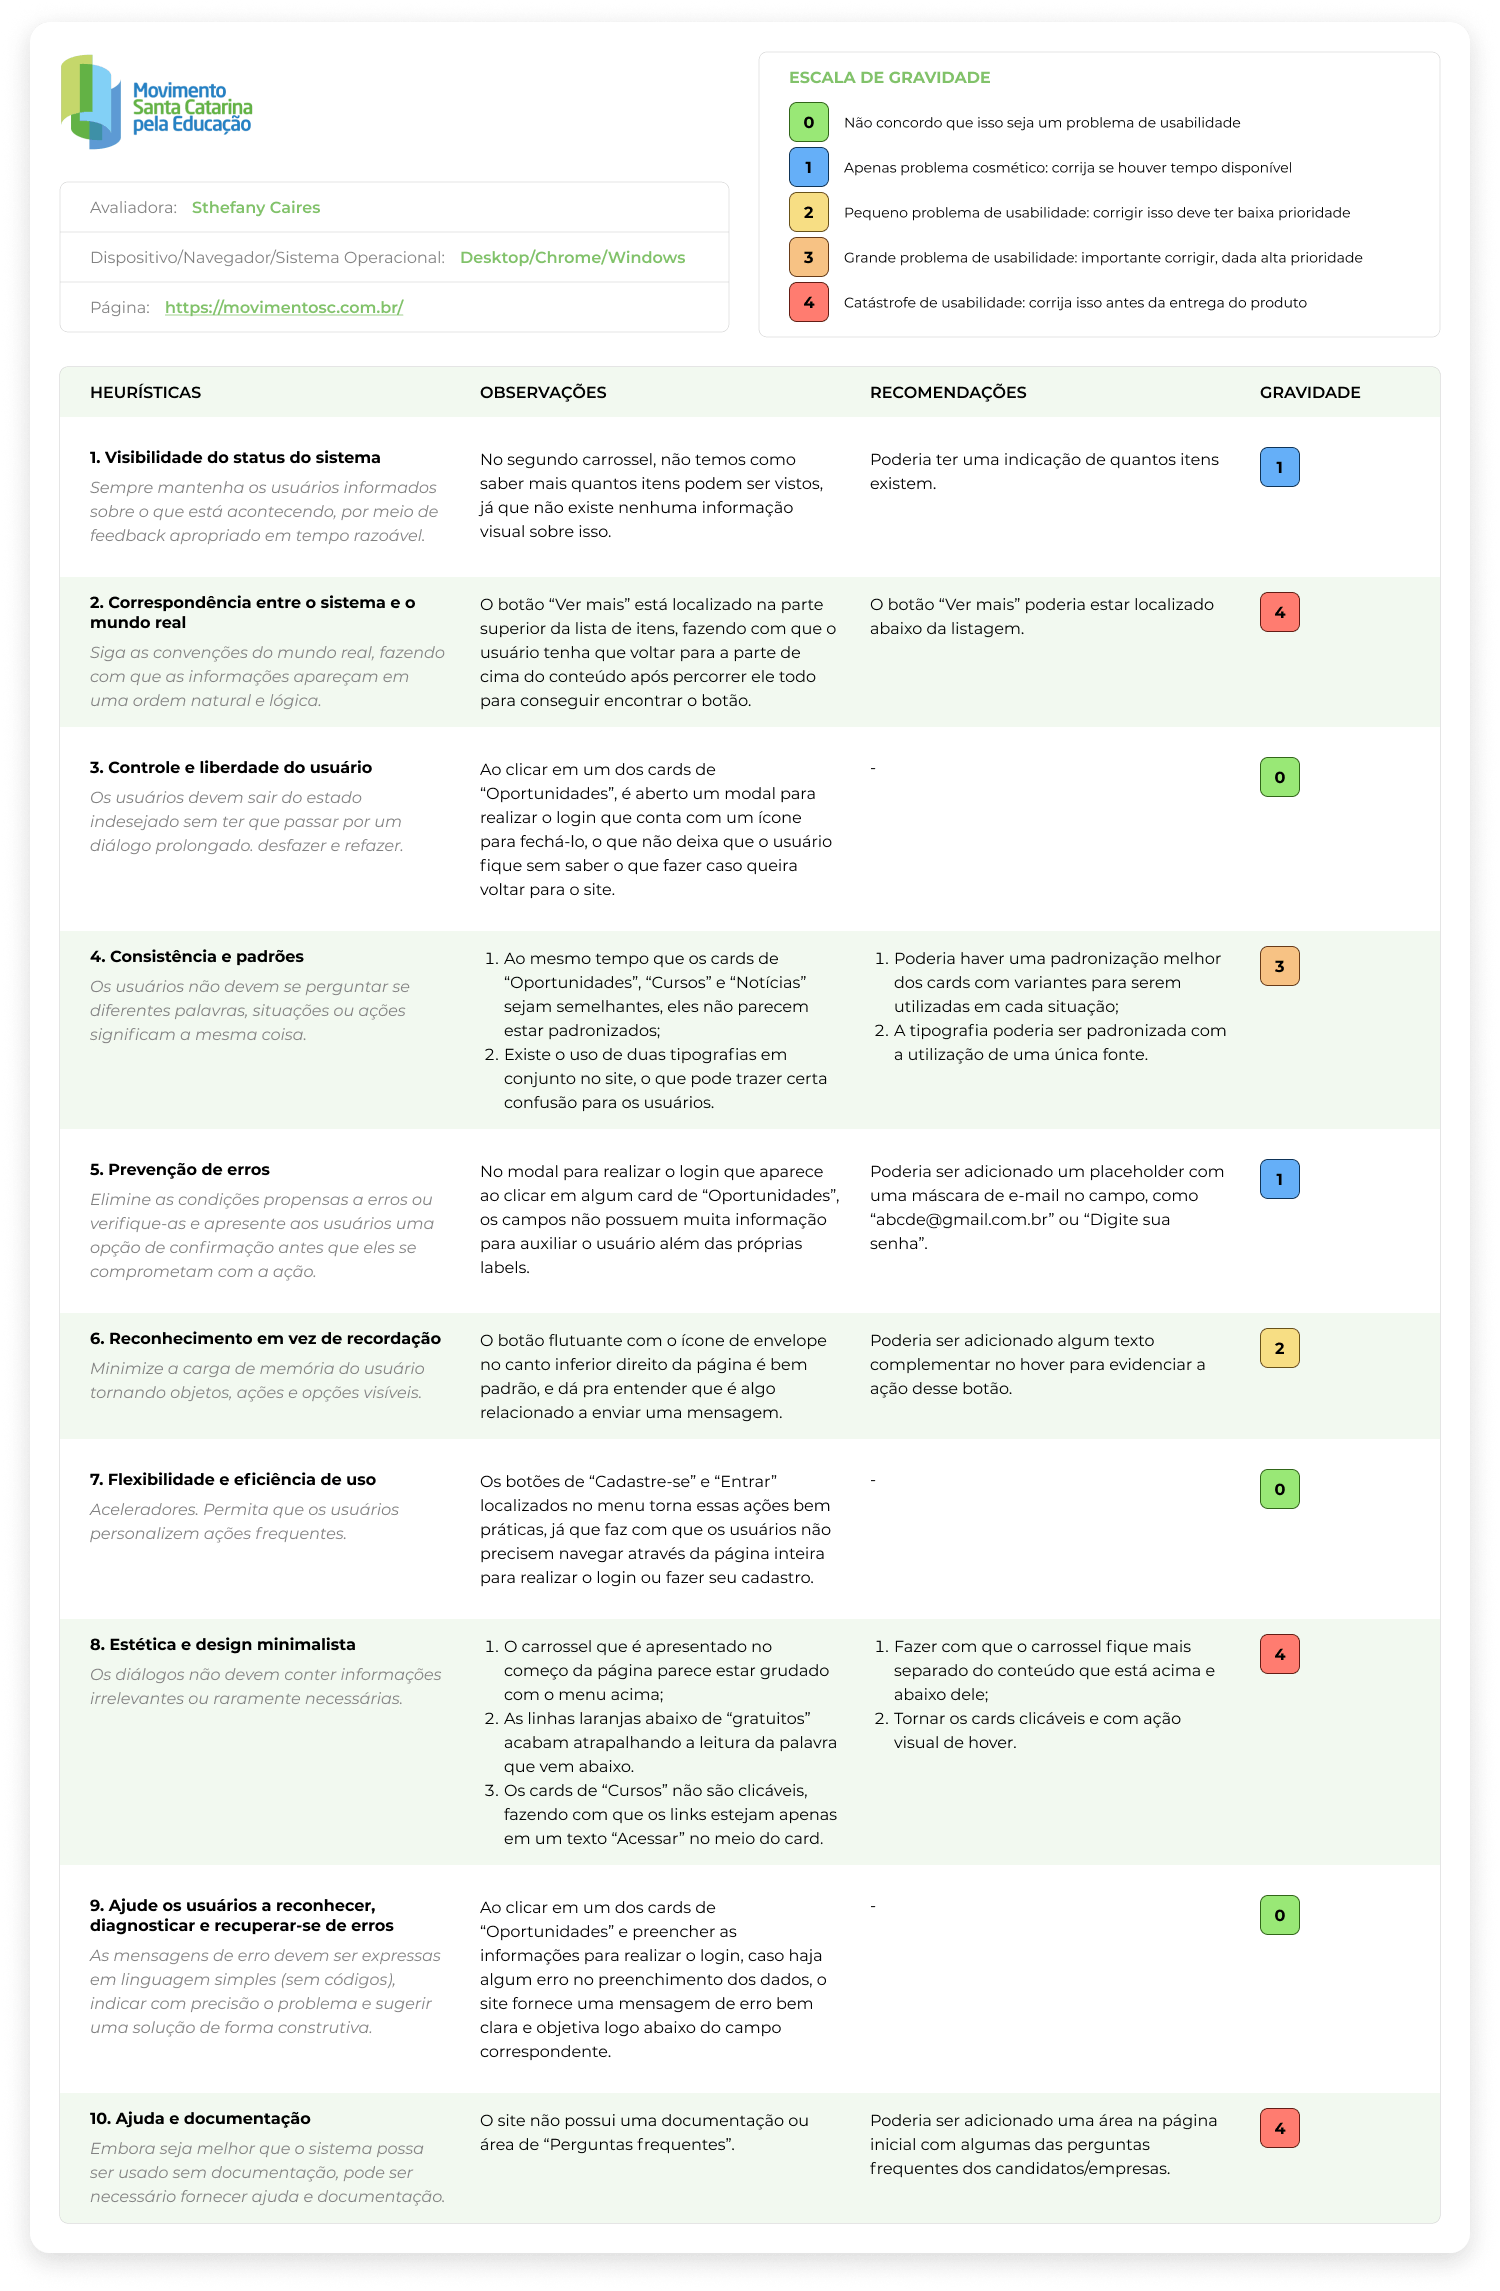 Movimento
Santa Catarina
pela Educação
Avaliadora: Sthefany Caires
Dispositivo/Navegador/Sistema Operacional: Desktop/Chrome/Windows
Página: https://movimentosc.com.br/
ESCALA DE GRAVIDADE
0 Não concordo que isso seja um problema de usabilidade
1 Apenas problema cosmético: corrija se houver tempo disponível
2 Pequeno problema de usabilidade: corrigir isso deve ter baixa prioridade
3 Grande problema de usabilidade: importante corrigir, dada alta prioridade
4 Catástrofe de usabilidade: corrija isso antes da entrega do produto
HEURÍSTICAS OBSERVAÇÕES RECOMENDAÇÕES GRAVIDADE
1. Visibilidade do status do sistema
Sempre mantenha os usuários informados
sobre o que está acontecendo, por meio de
feedback apropriado em tempo razoável.
No segundo carrossel, não temos como
saber mais quantos itens podem ser vistos,
já que não existe nenhuma informação
visual sobre isso.
Poderia ter uma indicação de quantos itens
existem.
1
2. Correspondência entre o sistema e o
mundo real
Siga as convenções do mundo real, fazendo
com que as informações apareçam em
uma ordem natural e lógica.
O botão “Ver mais” está localizado na parte
superior da lista de itens, fazendo com que o
usuário tenha que voltar para a parte de
cima do conteúdo após percorrer ele todo
para conseguir encontrar o botão.
O botão “Ver mais” poderia estar localizado
abaixo da listagem.
4
3. Controle e liberdade do usuário
Os usuários devem sair do estado
indesejado sem ter que passar por um
diálogo prolongado. desfazer e refazer.
Ao clicar em um dos cards de
“Oportunidades”, é aberto um modal para
realizar o login que conta com um ícone
para fechá-lo, o que não deixa que o usuário
fique sem saber o que fazer caso queira
voltar para o site.
-
0
4. Consistência e padrões
Os usuários não devem se perguntar se
diferentes palavras, situações ou ações
significam a mesma coisa.
1. Ao mesmo tempo que os cards de
“Oportunidades”, “Cursos” e “Notícias”
sejam semelhantes, eles não parecem
estar padronizados;
2. Existe o uso de duas tipografias em
conjunto no site, o que pode trazer certa
confusão para os usuários.
1. Poderia haver uma padronização melhor
dos cards com variantes para serem
utilizadas em cada situação;
2. A tipografia poderia ser padronizada com
a utilização de uma única fonte.
3
5. Prevenção de erros
Elimine as condições propensas a erros ou
verifique-as e apresente aos usuários uma
opção de confirmação antes que eles se
comprometam com a ação.
No modal para realizar o login que aparece
ao clicar em algum card de “Oportunidades”,
os campos não possuem muita informação
para auxiliar o usuário além das próprias
labels.
Poderia ser adicionado um placeholder com
uma máscara de e-mail no campo, como
“abcde@gmail.com.br” ou “Digite sua
senha”.
1
6. Reconhecimento em vez de recordação
Minimize a carga de memória do usuário
tornando objetos, ações e opções visíveis.
O botão flutuante com o ícone de envelope
no canto inferior direito da página é bem
padrão, e dá pra entender que é algo
relacionado a enviar uma mensagem.
Poderia ser adicionado algum texto
complementar no hover para evidenciar a
ação desse botão.
2
7. Flexibilidade e eficiência de uso
Aceleradores. Permita que os usuários
personalizem ações frequentes.
Os botões de “Cadastre-se” e “Entrar”
localizados no menu torna essas ações bem
práticas, já que faz com que os usuários não
precisem navegar através da página inteira
para realizar o login ou fazer seu cadastro.
-
0
8. Estética e design minimalista
Os diálogos não devem conter informações
irrelevantes ou raramente necessárias.
1. O carrossel que é apresentado no
começo da página parece estar grudado
com o menu acima;
2. As linhas laranjas abaixo de “gratuitos”
acabam atrapalhando a leitura da palavra
que vem abaixo.
3. Os cards de “Cursos” não são clicáveis,
fazendo com que os links estejam apenas
em um texto “Acessar” no meio do card.
1. Fazer com que o carrossel fique mais
separado do conteúdo que está acima e
abaixo dele;
2. Tornar os cards clicáveis e com ação
visual de hover.
4
9. Ajude os usuários a reconhecer,
diagnosticar e recuperar-se de erros
As mensagens de erro devem ser expressas
em linguagem simples (sem códigos),
indicar com precisão o problema e sugerir
uma solução de forma construtiva.
Ao clicar em um dos cards de
“Oportunidades” e preencher as
informações para realizar o login, caso haja
algum erro no preenchimento dos dados, o
site fornece uma mensagem de erro bem
clara e objetiva logo abaixo do campo
correspondente.
-
0
10. Ajuda e documentação
Embora seja melhor que o sistema possa
ser usado sem documentação, pode ser
necessário fornecer ajuda e documentação.
O site não possui uma documentação ou
área de “Perguntas frequentes”.
Poderia ser adicionado uma área na página
inicial com algumas das perguntas
frequentes dos candidatos/empresas.
4